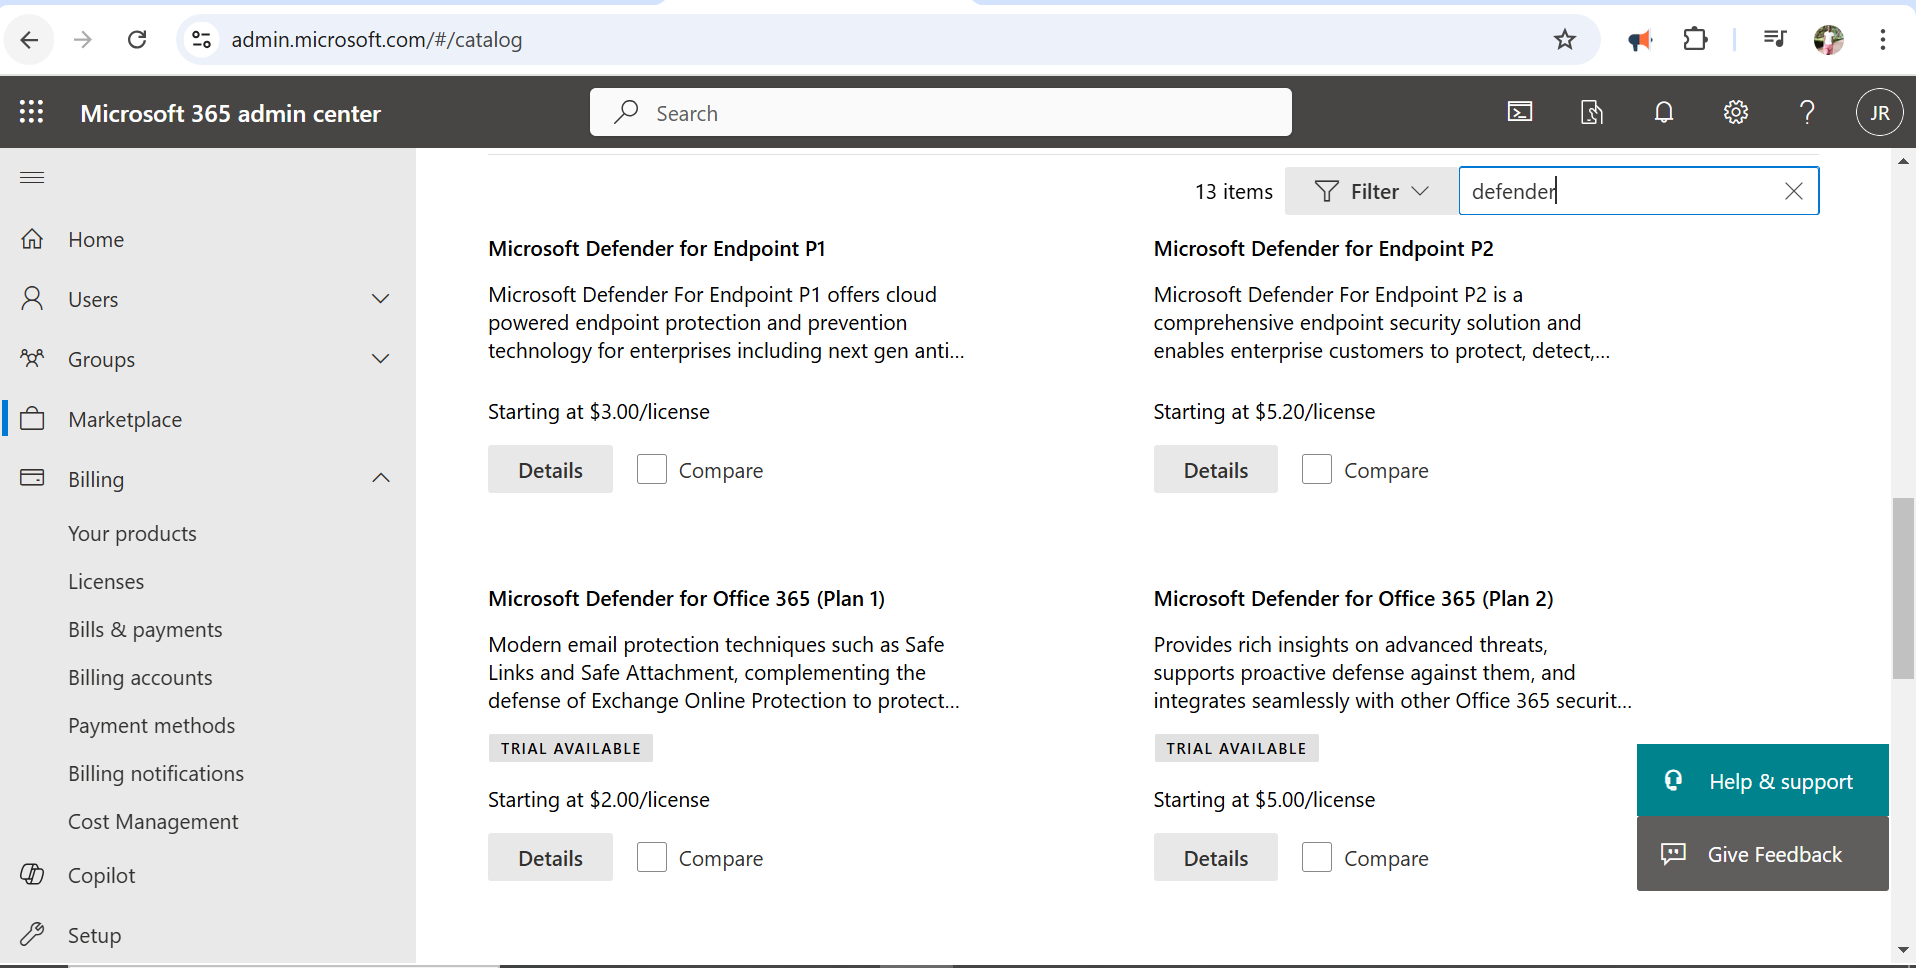 admin.microsoft.com/#/catalog
Microsoft 365 admin center
Search
JR
13 items
Filter
defender
Home
Users
Groups
Marketplace
Billing
Your products
Licenses
Bills & payments
Billing accounts
Payment methods
Billing notifications
Cost Management
Copilot
Setup
Microsoft Defender for Endpoint P1
Microsoft Defender For Endpoint P1 offers cloud
powered endpoint protection and prevention
technology for enterprises including next gen anti...
Starting at $3.00/license
Details
Compare
Microsoft Defender for Endpoint P2
Microsoft Defender For Endpoint P2 is a
comprehensive endpoint security solution and
enables enterprise customers to protect, detect,...
Starting at $5.20/license
Details
Compare
Microsoft Defender for Office 365 (Plan 1)
Modern email protection techniques such as Safe
Links and Safe Attachment, complementing the
defense of Exchange Online Protection to protect...
TRIAL AVAILABLE
Starting at $2.00/license
Details
Compare
Microsoft Defender for Office 365 (Plan 2)
Provides rich insights on advanced threats,
supports proactive defense against them, and
integrates seamlessly with other Office 365 securit...
TRIAL AVAILABLE
Starting at $5.00/license
Details
Compare
Help & support
Give Feedback